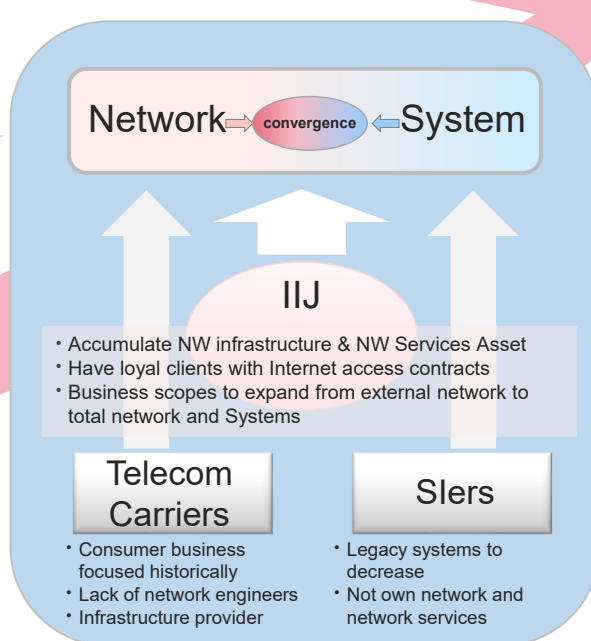 Network convergence System
IIJ
・Accumulate NW infrastructure & NW Services Asset
・Have loyal clients with Internet access contracts
・Business scopes to expand from external network to
total network and Systems
Telecom
Carriers
・Consumer business
focused historically
・Lack of network engineers
・Infrastructure provider
SIers
・Legacy systems to
decrease
・Not own network and
network services